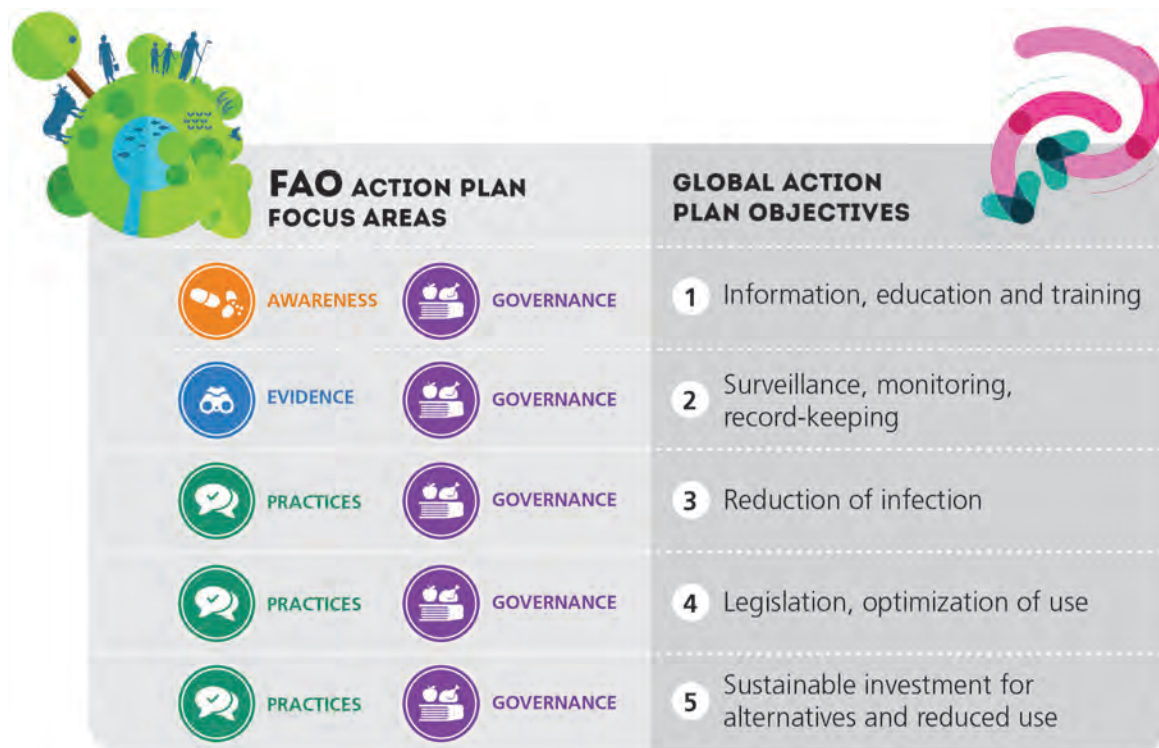 FAO ACTION PLAN
FOCUS AREAS
GLOBAL ACTION
PLAN OBJECTIVES
AWARENESS GOVERNANCE 1 Information, education and training
EVIDENCE GOVERNANCE 2 Surveillance, monitoring,
record-keeping
PRACTICES GOVERNANCE 3 Reduction of infection
PRACTICES GOVERNANCE 4 Legislation, optimization of use
PRACTICES GOVERNANCE 5 Sustainable investment for
alternatives and reduced use